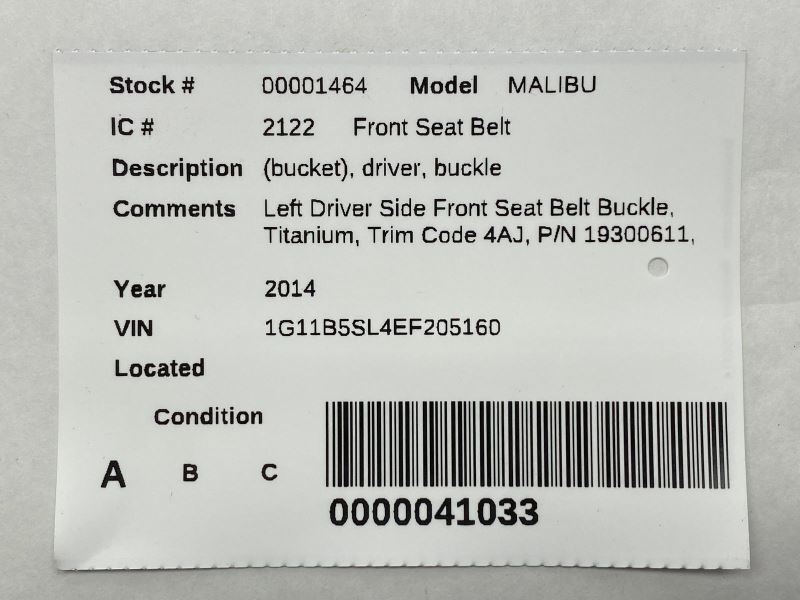 Stock # 00001464 Model MALIBU
IC # 2122 Front Seat Belt
Description (bucket), driver, buckle
Comments Left Driver Side Front Seat Belt Buckle,
Titanium, Trim Code 4AJ, P/N 19300611,
Year 2014
VIN 1G11B5SL4EF205160
Located
Condition
A B C
0000041033